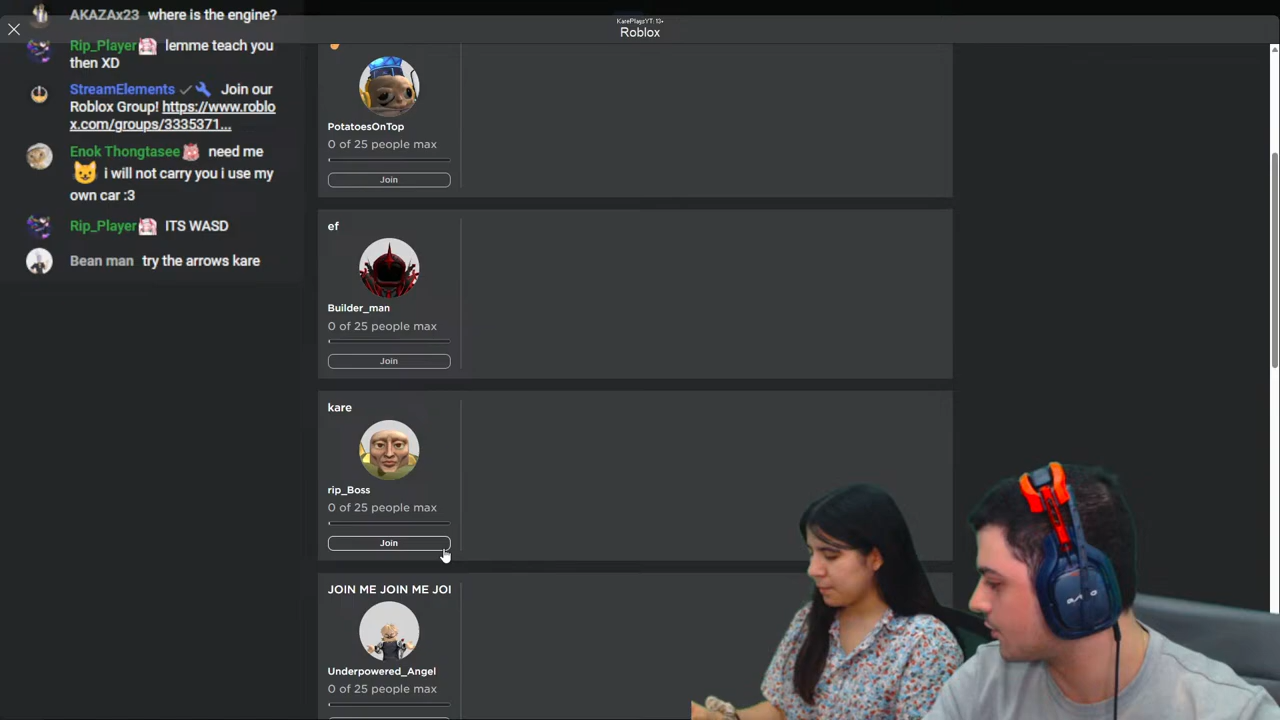 AKAZAx23 where is the engine?
Rip_Player lemme teach you
then XD
StreamElements Join our
Roblox Group! https://www.roblo
x.com/groups/3335371...
Enok Thongtasee need me
i will not carry you i use my
own car :3
Rip_Player ITS WASD
Bean man try the arrows kare
KarePlayzYT: 13+
Roblox
PotatoesOnTop
0 of 25 people max
Join
ef
Builder_man
0 of 25 people max
Join
kare
rip_Boss
0 of 25 people max
Join
JOIN ME JOIN ME JOI
Underpowered_Angel
0 of 25 people max